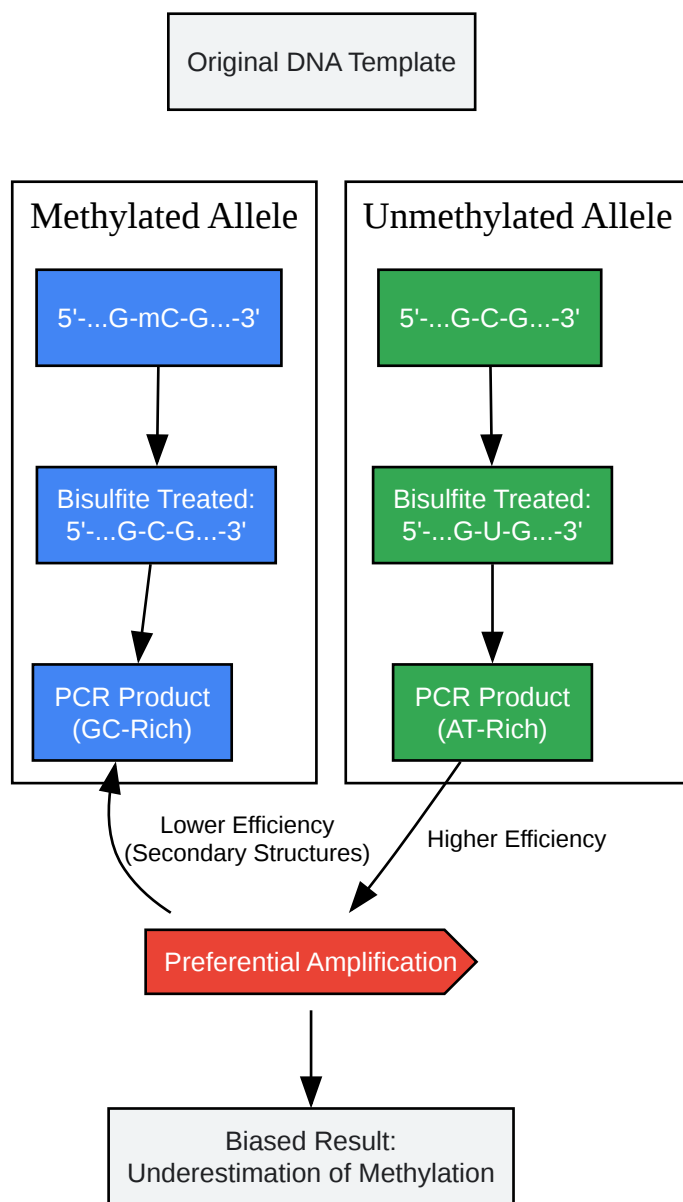 Original DNA Template
Methylated Allele
5'-...G-mC-G...-3'
Bisulfite Treated:
5'-...G-C-G...-3'
PCR Product
(GC-Rich)
Unmethylated Allele
5'-...G-C-G...-3'
Bisulfite Treated:
5'-...G-U-G...-3'
PCR Product
(AT-Rich)
Lower Efficiency
(Secondary Structures)
Higher Efficiency
Preferential Amplification
Biased Result:
Underestimation of Methylation